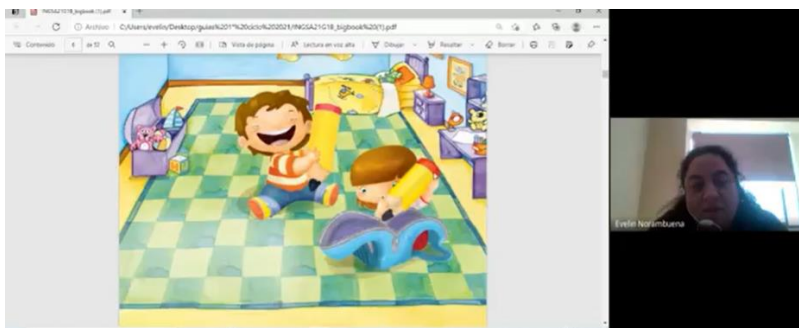 INGSA21G18_bigbook (1).pdf
Archivo
C:/Users/evelin/Desktop/guias%201°%20ciclo%202021/INGSA21G18_bigbook%20(1).pdf
Contenido
de 12
Vista de página
Lectura en voz alta
Dibujar
Resaltar
Borrar
Evelin Norambuena